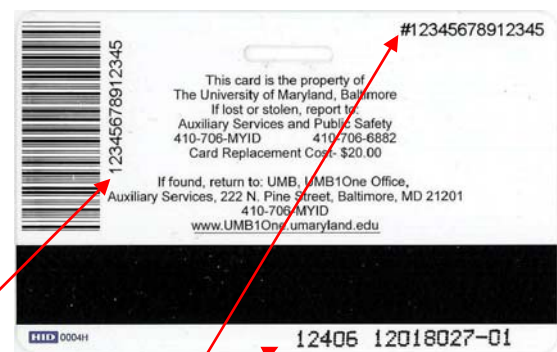 #12345678912345
12345678912345
This card is the property of
The University of Maryland, Baltimore
If lost or stolen, report to:
Auxiliary Services and Public Safety
410-706-MYID 410-706-6882
Card Replacement Cost- $20.00
If found, return to: UMB, UMB1One Office,
Auxiliary Services, 222 N. Pine Street, Baltimore, MD 21201
410-706-MYID
www.UMB1One.umaryland.edu
HID 0004H
12406 12018027-01